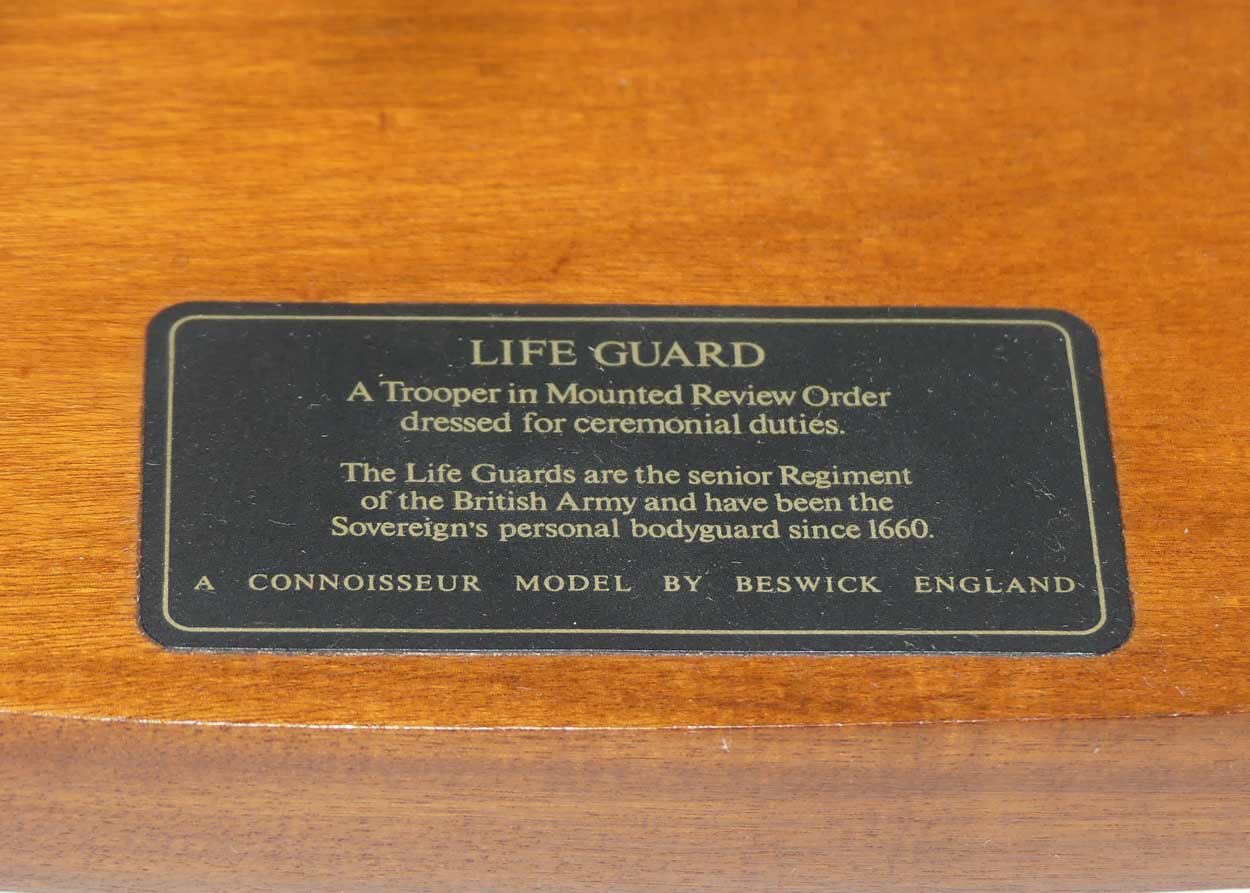 LIFE GUARD
A Trooper in Mounted Review Order
dressed for ceremonial duties.
The Life Guards are the senior Regiment
of the British Army and have been the
Sovereign's personal bodyguard since 1660.
A CONNOISSEUR MODEL BY BESWICK ENGLAND